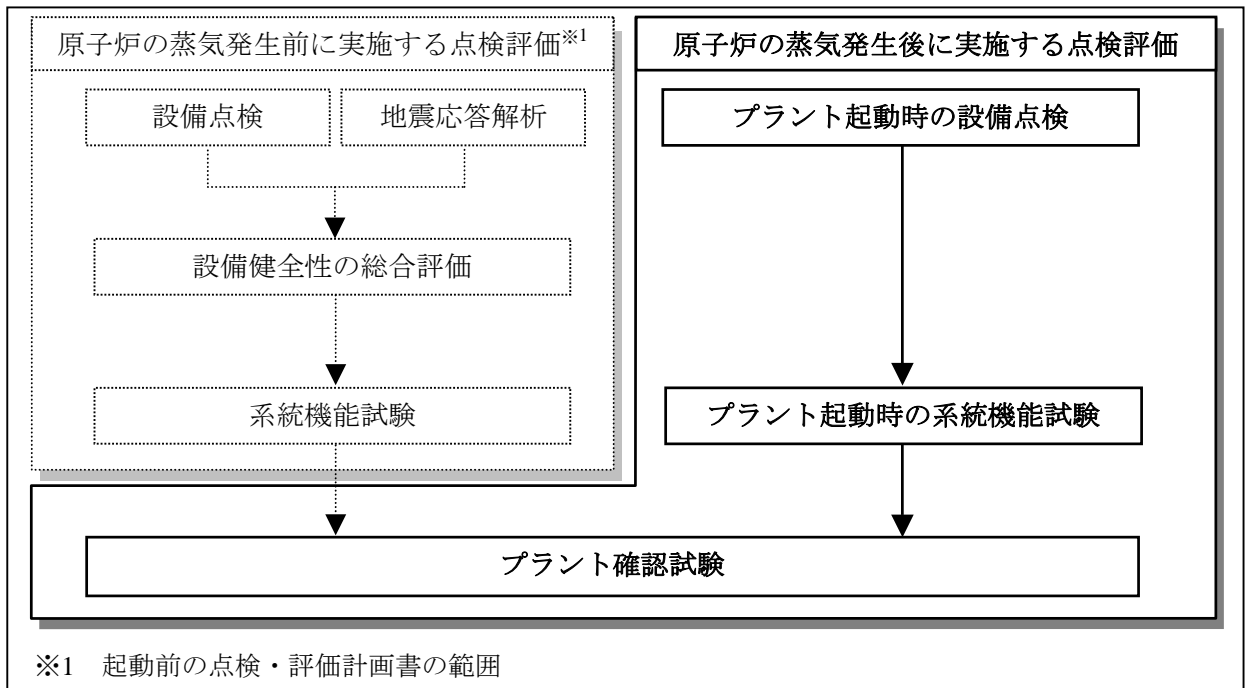 原子炉の蒸気発生前に実施する点検評価※1
設備点検
地震応答解析
設備健全性の総合評価
系統機能試験
原子炉の蒸気発生後に実施する点検評価
プラント起動時の設備点検
プラント起動時の系統機能試験
プラント確認試験
※1 起動前の点検・評価計画書の範囲